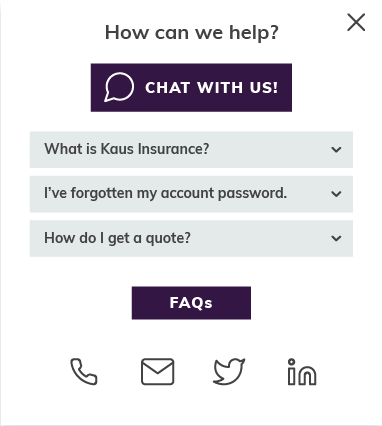 How can we help?
CHAT WITH US!
What is Kaus Insurance?
I've forgotten my account password.
How do I get a quote?
FAQs
in